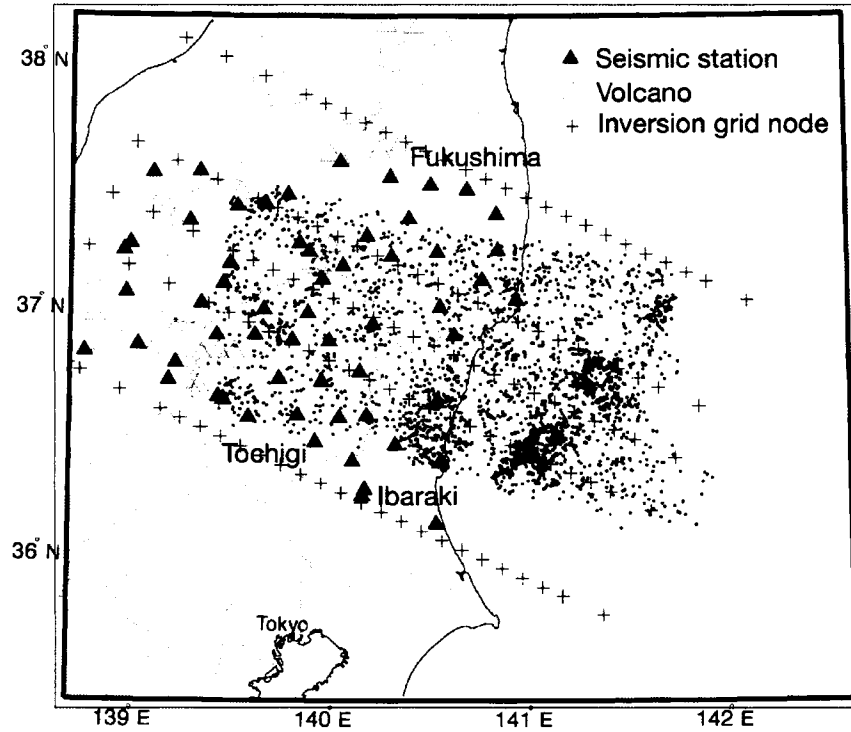 38° N
Seismic station
Volcano
Inversion grid node
Fukushima
37° N
Tochigi
Ibaraki
36° N
Tokyo
139 E
140 E
141 E
142 E